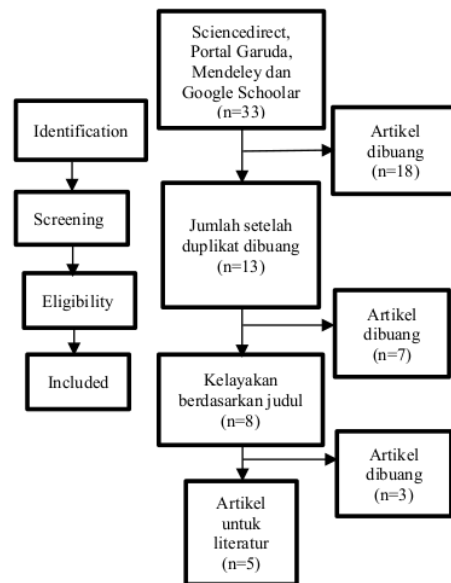 Sciencedirect,
Portal Garuda,
Mendeley dan
Google Schoolar
(n=33)
Identification
Artikel
dibuang
(n=18)
Screening
Jumlah setelah
duplikat dibuang
(n=13)
Eligibility
Artikel
dibuang
(n=7)
Included
Kelayakan
berdasarkan judul
(n=8)
Artikel
dibuang
(n=3)
Artikel
untuk
literatur
(n=5)